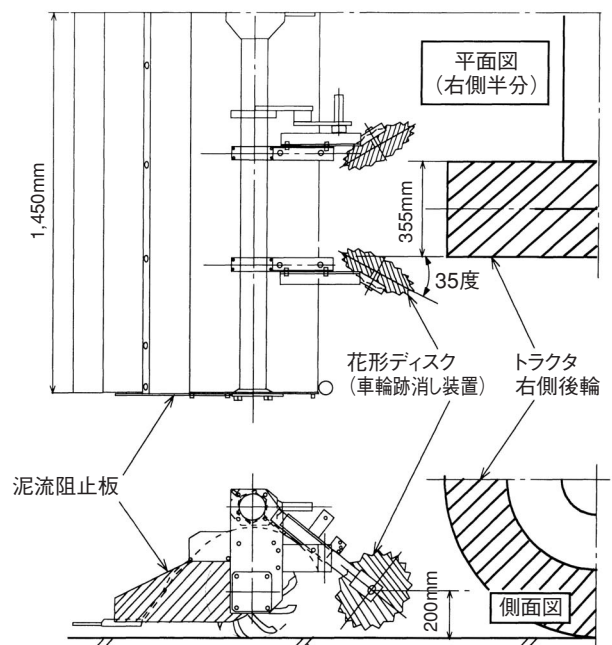 平面図
（右側半分）
1,450mm
355mm
35度
花形ディスク
（車輪跡消し装置）
トラクタ
右側後輪
泥流阻止板
200mm
側面図